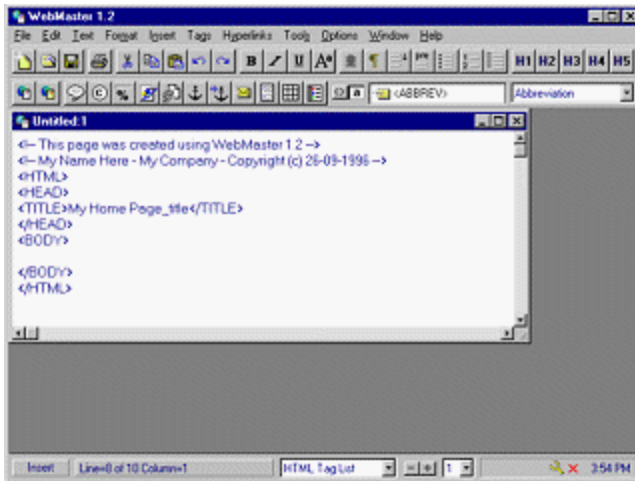 WebMaster 1.2
File Edit Text Format Insert Tags Hyperlinks Tools Options Window Help
B I U A H1 H2 H3 H4 H5
<ABBREV> Abbreviation
Untitled:1
<!-- This page was created using WebMaster 1.2 -->
<!-- My Name Here - My Company - Copyright (c) 26-09-1996 -->
<HTML>
<HEAD>
<TITLE>My Home Page_title</TITLE>
</HEAD>
<BODY>
</BODY>
</HTML>
Insert Line=8 of 10 Column=1 HTML Tag List 1 3:54 PM